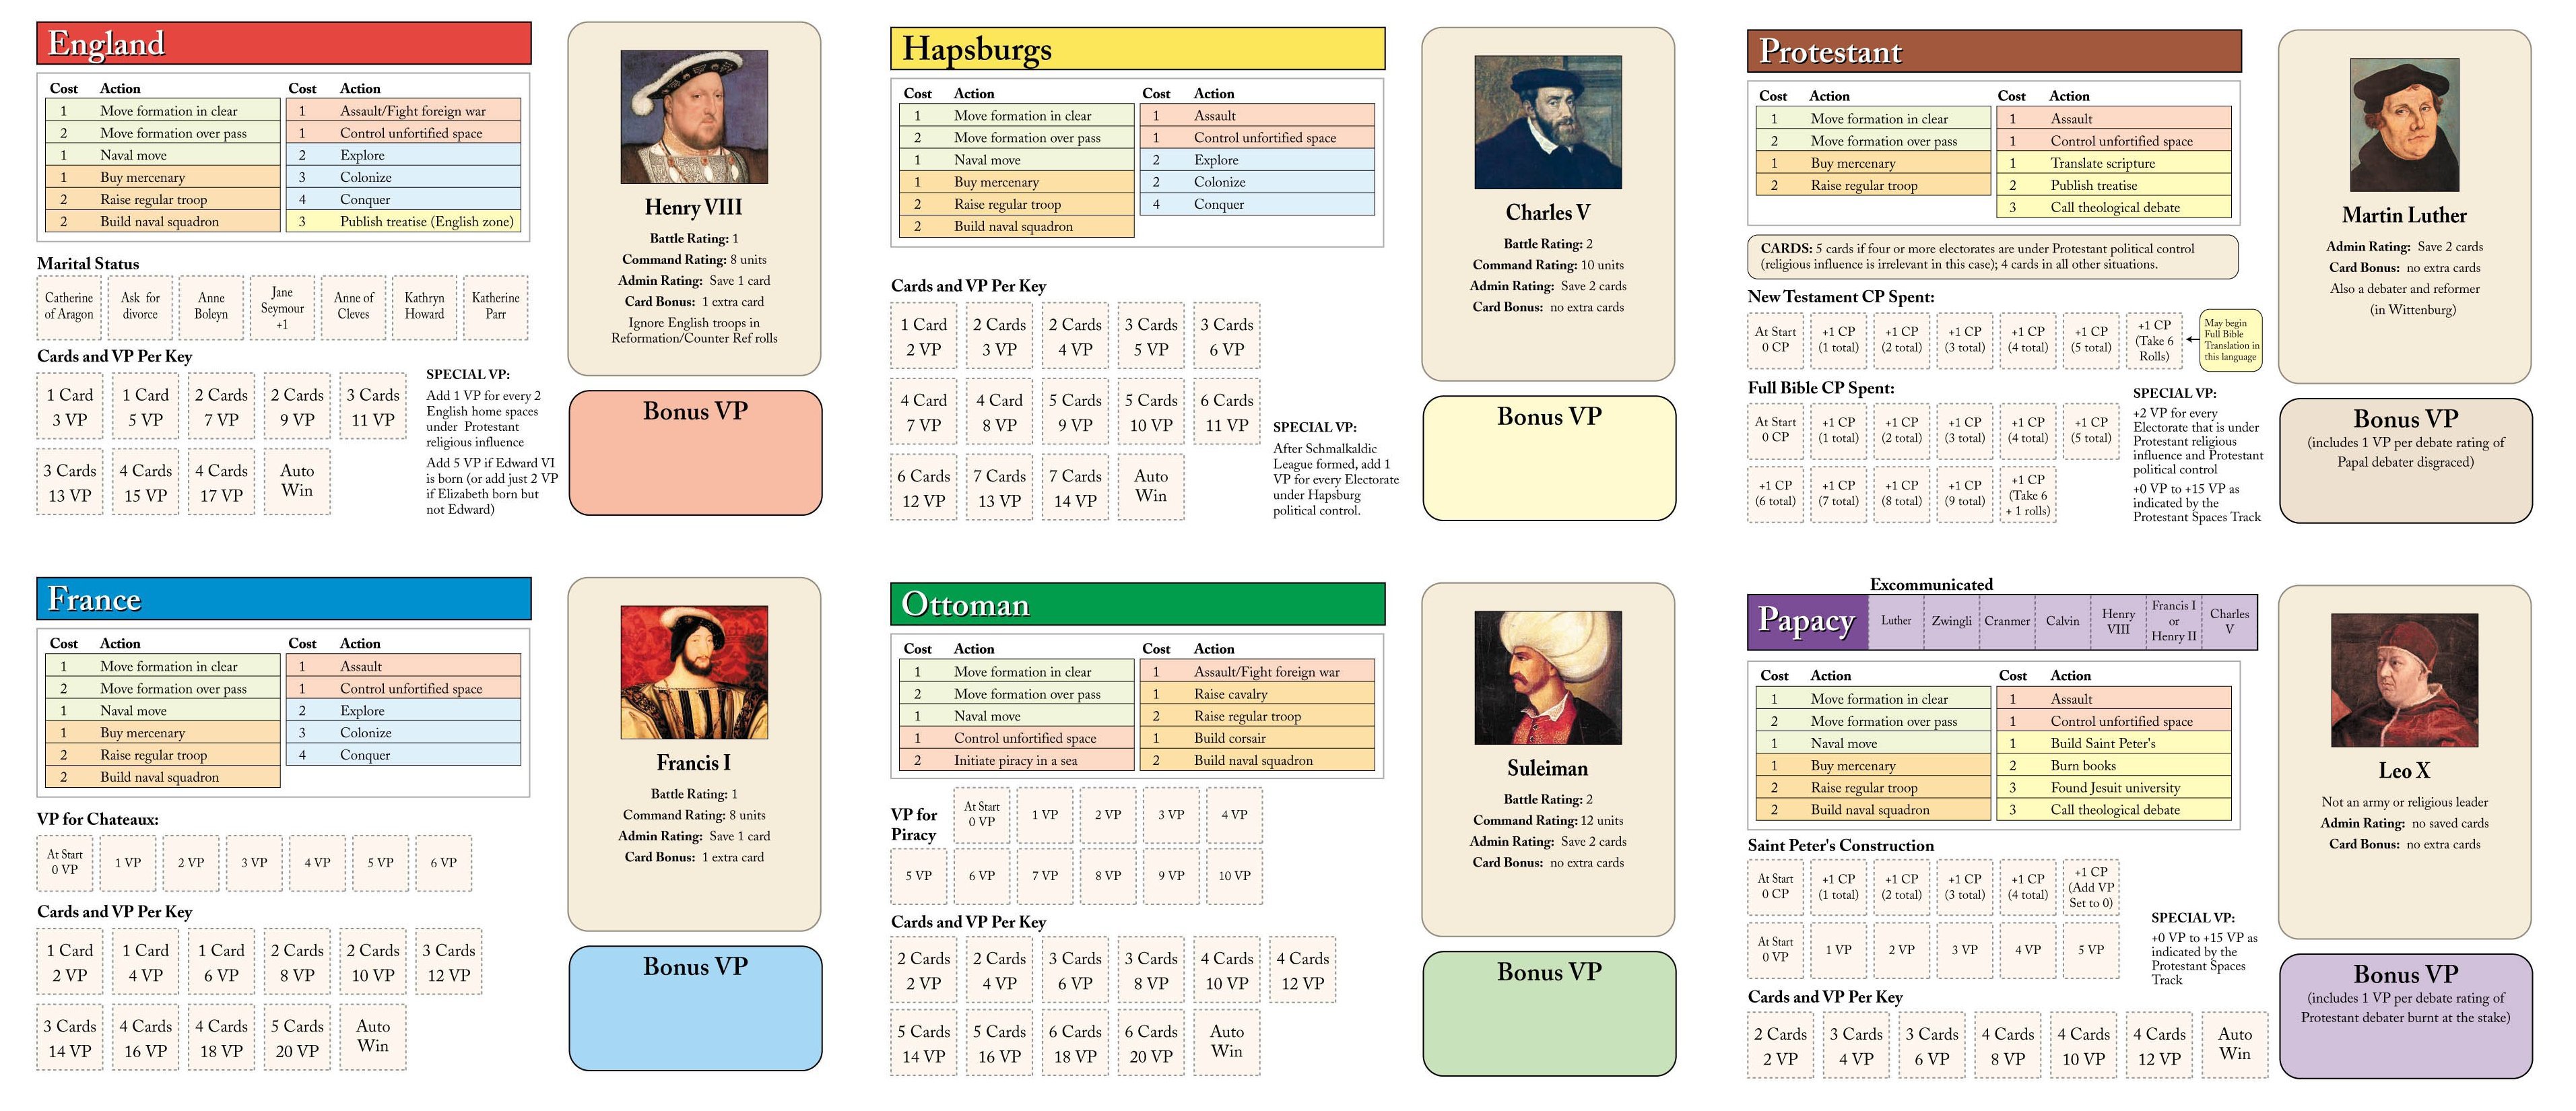 England
Cost Action Cost Action
1 Move formation in clear 1 Assault/Fight foreign war
2 Move formation over pass 1 Control unfortified space
1 Naval move 2 Explore
1 Buy mercenary 3 Colonize
2 Raise regular troop 4 Conquer
2 Build naval squadron 3 Publish treatise (English zone)
Marital Status
Catherine
of Aragon
Ask for
divorce
Anne
Boleyn
Jane
Seymour
+1
Anne of
Cleves
Kathryn
Howard
Katherine
Parr
Cards and VP Per Key
1 Card 1 Card 2 Cards 2 Cards 3 Cards
3 VP 5 VP 7 VP 9 VP 11 VP
3 Cards 4 Cards 4 Cards Auto
13 VP 15 VP 17 VP Win
SPECIAL VP:
Add 1 VP for every 2
English home spaces
under Protestant
religious influence
Add 5 VP if Edward VI
is born (or add just 2 VP
if Elizabeth born but
not Edward)
Henry VIII
Battle Rating: 1
Command Rating: 8 units
Admin Rating: Save 1 card
Card Bonus: 1 extra card
Ignore English troops in
Reformation/Counter Ref rolls
Bonus VP
Hapsburgs
Cost Action Cost Action
1 Move formation in clear 1 Assault
2 Move formation over pass 1 Control unfortified space
1 Naval move 2 Explore
1 Buy mercenary 2 Colonize
2 Raise regular troop 4 Conquer
2 Build naval squadron
Cards and VP Per Key
1 Card 2 Cards 2 Cards 3 Cards 3 Cards
2 VP 3 VP 4 VP 5 VP 6 VP
4 Card 4 Card 5 Cards 5 Cards 6 Cards
7 VP 8 VP 9 VP 10 VP 11 VP
6 Cards 7 Cards 7 Cards Auto
12 VP 13 VP 14 VP Win
SPECIAL VP:
After Schmalkaldic
League formed, add 1
VP for every Electorate
under Hapsburg
political control.
Charles V
Battle Rating: 2
Command Rating: 10 units
Admin Rating: Save 2 cards
Card Bonus: no extra cards
Bonus VP
Protestant
Cost Action Cost Action
1 Move formation in clear 1 Assault
2 Move formation over pass 1 Control unfortified space
1 Buy mercenary 1 Translate scripture
2 Raise regular troop 2 Publish treatise
3 Call theological debate
CARDS: 5 cards if four or more electorates are under Protestant political control
(religious influence is irrelevant in this case); 4 cards in all other situations.
New Testament CP Spent:
At Start +1 CP +1 CP +1 CP +1 CP +1 CP +1 CP
0 CP (1 total) (2 total) (3 total) (4 total) (5 total) (Take 6
Rolls)
May begin
Full Bible
Translation in
this language
Full Bible CP Spent:
At Start +1 CP +1 CP +1 CP +1 CP +1 CP
0 CP (1 total) (2 total) (3 total) (4 total) (5 total)
+1 CP +1 CP +1 CP +1 CP +1 CP
(6 total) (7 total) (8 total) (9 total) (Take 6
+ 1 rolls)
SPECIAL VP:
+2 VP for every
Electorate that is under
Protestant religious
influence and Protestant
political control
+0 VP to +15 VP as
indicated by the
Protestant Spaces Track
Martin Luther
Admin Rating: Save 2 cards
Card Bonus: no extra cards
Also a debater and reformer
(in Wittenburg)
Bonus VP
(includes 1 VP per debate rating of
Papal debater disgraced)
France
Cost Action Cost Action
1 Move formation in clear 1 Assault
2 Move formation over pass 1 Control unfortified space
1 Naval move 2 Explore
1 Buy mercenary 3 Colonize
2 Raise regular troop 4 Conquer
2 Build naval squadron
VP for Chateaux:
At Start
0 VP 1 VP 2 VP 3 VP 4 VP 5 VP 6 VP
Cards and VP Per Key
1 Card 1 Card 1 Card 2 Cards 2 Cards 3 Cards
2 VP 4 VP 6 VP 8 VP 10 VP 12 VP
3 Cards 4 Cards 4 Cards 5 Cards Auto
14 VP 16 VP 18 VP 20 VP Win
Francis I
Battle Rating: 1
Command Rating: 8 units
Admin Rating: Save 1 card
Card Bonus: 1 extra card
Bonus VP
Ottoman
Cost Action Cost Action
1 Move formation in clear 1 Assault/Fight foreign war
2 Move formation over pass 1 Raise cavalry
1 Naval move 2 Raise regular troop
1 Control unfortified space 1 Build corsair
2 Initiate piracy in a sea 2 Build naval squadron
VP for
Piracy
At Start
0 VP 1 VP 2 VP 3 VP 4 VP
5 VP 6 VP 7 VP 8 VP 9 VP 10 VP
Cards and VP Per Key
2 Cards 2 Cards 3 Cards 3 Cards 4 Cards 4 Cards
2 VP 4 VP 6 VP 8 VP 10 VP 12 VP
5 Cards 5 Cards 6 Cards 6 Cards Auto
14 VP 16 VP 18 VP 20 VP Win
Suleiman
Battle Rating: 2
Command Rating: 12 units
Admin Rating: Save 2 cards
Card Bonus: no extra cards
Bonus VP
Excommunicated
Papacy
Luther
Zwingli
Cranmer
Calvin
Henry
VIII
Francis I
or
Henry II
Charles
V
Cost Action Cost Action
1 Move formation in clear 1 Assault
2 Move formation over pass 1 Control unfortified space
1 Naval move 1 Build Saint Peter's
1 Buy mercenary 2 Burn books
2 Raise regular troop 3 Found Jesuit university
2 Build naval squadron 3 Call theological debate
Saint Peter's Construction
At Start +1 CP +1 CP +1 CP +1 CP +1 CP
0 CP (1 total) (2 total) (3 total) (4 total) (Add VP
Set to 0)
At Start
0 VP 1 VP 2 VP 3 VP 4 VP 5 VP
SPECIAL VP:
+0 VP to +15 VP as
indicated by the
Protestant Spaces
Track
Cards and VP Per Key
2 Cards 3 Cards 3 Cards 4 Cards 4 Cards 4 Cards Auto
2 VP 4 VP 6 VP 8 VP 10 VP 12 VP Win
Leo X
Not an army or religious leader
Admin Rating: no saved cards
Card Bonus: no extra cards
Bonus VP
(includes 1 VP per debate rating of
Protestant debater burnt at the stake)